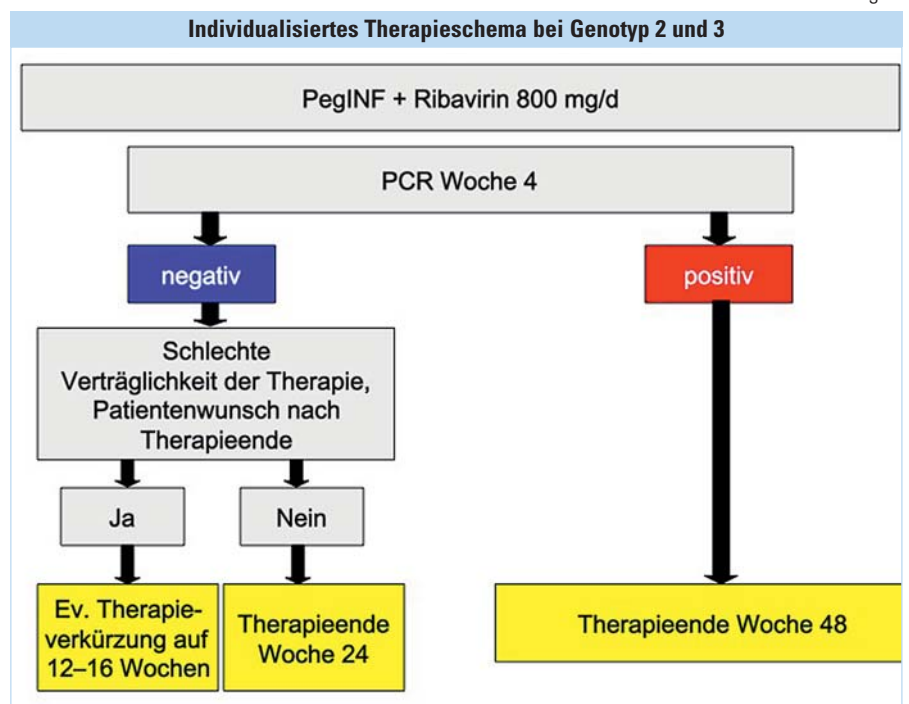 Individualisiertes Therapieschema bei Genotyp 2 und 3
PegINF + Ribavirin 800 mg/d
PCR Woche 4
negativ
positiv
Schlechte
Verträglichkeit der Therapie,
Patientenwunsch nach
Therapieende
Ja
Nein
Ev. Therapie-
verkürzung auf
12–16 Wochen
Therapieende
Woche 24
Therapieende Woche 48